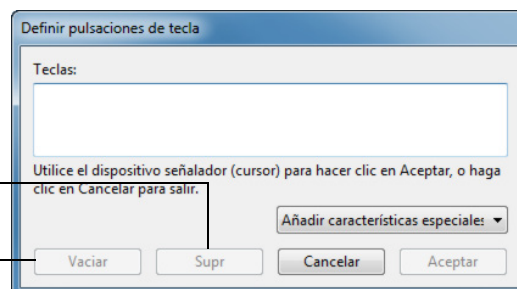 Definir pulsaciones de tecla
Teclas:
Utilice el dispositivo señalador (cursor) para hacer clic en Aceptar, o haga
clic en Cancelar para salir.
Añadir características especiales
Vaciar Supr Cancelar Aceptar